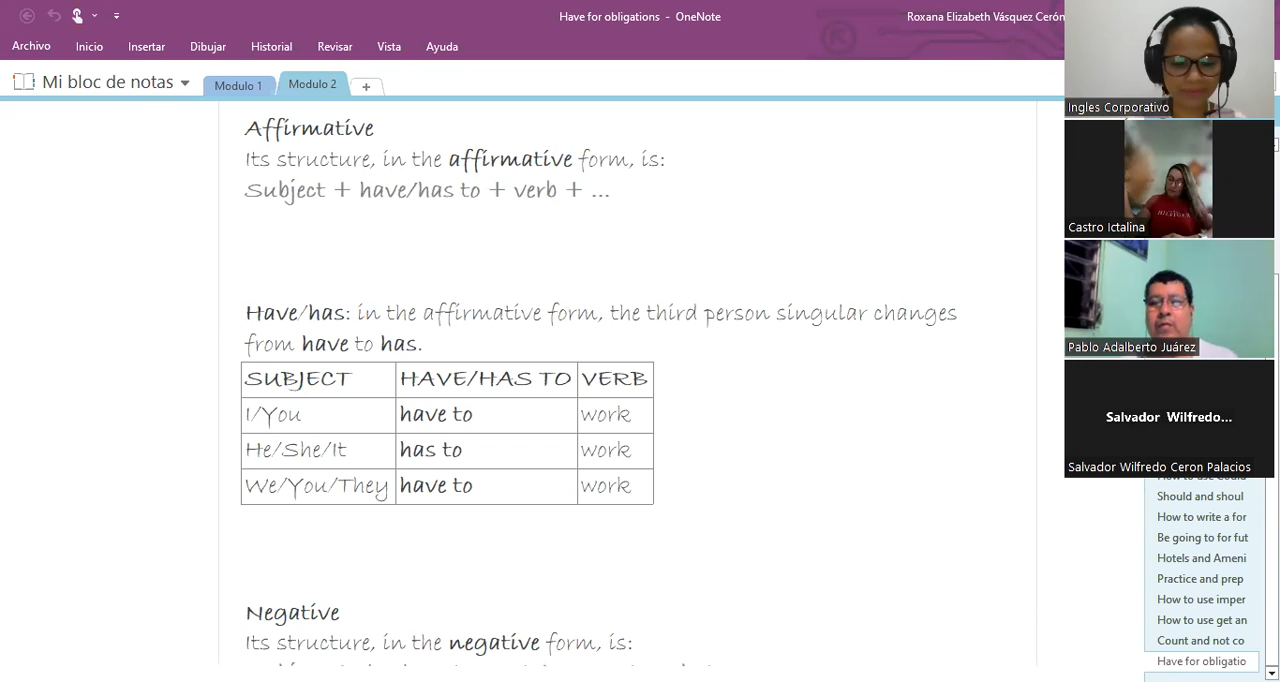 Have for obligations - OneNote
Roxana Elizabeth Vásquez Cerón
Archivo Inicio Insertar Dibujar Historial Revisar Vista Ayuda
Mi bloc de notas Modulo 1 Modulo 2 +
Affirmative
Its structure, in the affirmative form, is:
Subject + have/has to + verb + ...
Have/has: in the affirmative form, the third person singular changes
from have to has.
SUBJECT HAVE/HAS TO VERB
I/You have to work
He/She/It has to work
We/You/They have to work
Negative
Its structure, in the negative form, is:
Ingles Corporativo
Castro Ictalina
Pablo Adalberto Juárez
Salvador Wilfredo...
Salvador Wilfredo Ceron Palacios
Should and shoul
How to write a for
Be going to for fut
Hotels and Ameni
Practice and prep
How to use imper
How to use get an
Count and not co
Have for obligatio